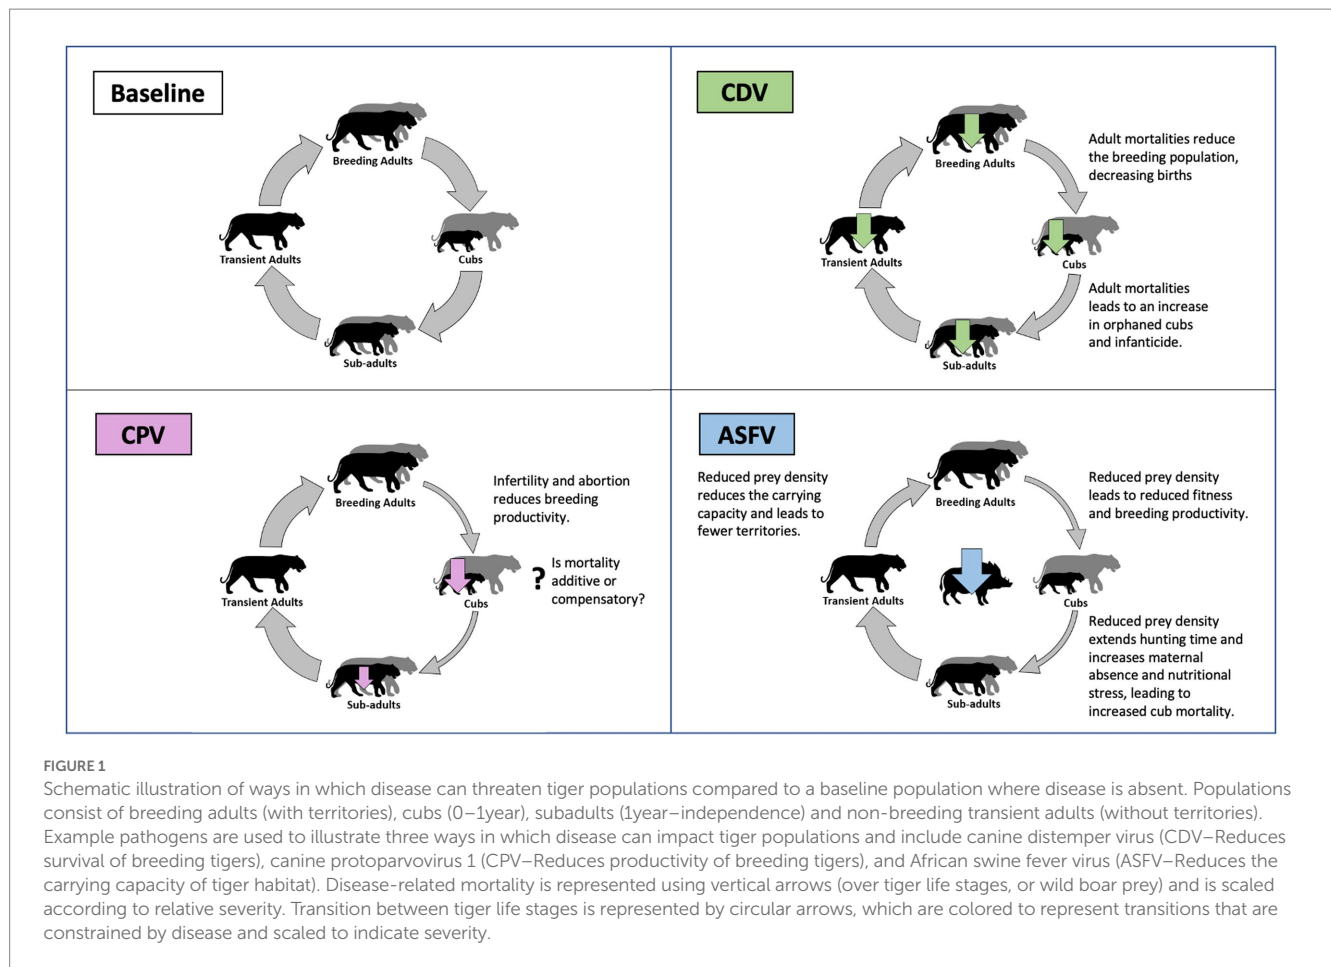 Baseline
Breeding Adults
Transient Adults
Cubs
Sub-adults
CDV
Breeding Adults
Adult mortalities reduce
the breeding population,
decreasing births
Transient Adults
Cubs
Adult mortalities
leads to an increase
in orphaned cubs
and infanticide.
Sub-adults
CPV
Breeding Adults
Infertility and abortion
reduces breeding
productivity.
Transient Adults
Cubs
? Is mortality
additive or
compensatory?
Sub-adults
ASFV
Reduced prey density
reduces the carrying
capacity and leads to
fewer territories.
Breeding Adults
Reduced prey density
leads to reduced fitness
and breeding productivity.
Transient Adults
Cubs
Reduced prey density
extends hunting time and
increases maternal
absence and nutritional
stress, leading to
increased cub mortality.
Sub-adults
FIGURE 1
Schematic illustration of ways in which disease can threaten tiger populations compared to a baseline population where disease is absent. Populations
consist of breeding adults (with territories), cubs (0–1year), subadults (1year–independence) and non-breeding transient adults (without territories).
Example pathogens are used to illustrate three ways in which disease can impact tiger populations and include canine distemper virus (CDV–Reduces
survival of breeding tigers), canine protoparvovirus 1 (CPV–Reduces productivity of breeding tigers), and African swine fever virus (ASFV–Reduces the
carrying capacity of tiger habitat). Disease-related mortality is represented using vertical arrows (over tiger life stages, or wild boar prey) and is scaled
according to relative severity. Transition between tiger life stages is represented by circular arrows, which are colored to represent transitions that are
constrained by disease and scaled to indicate severity.